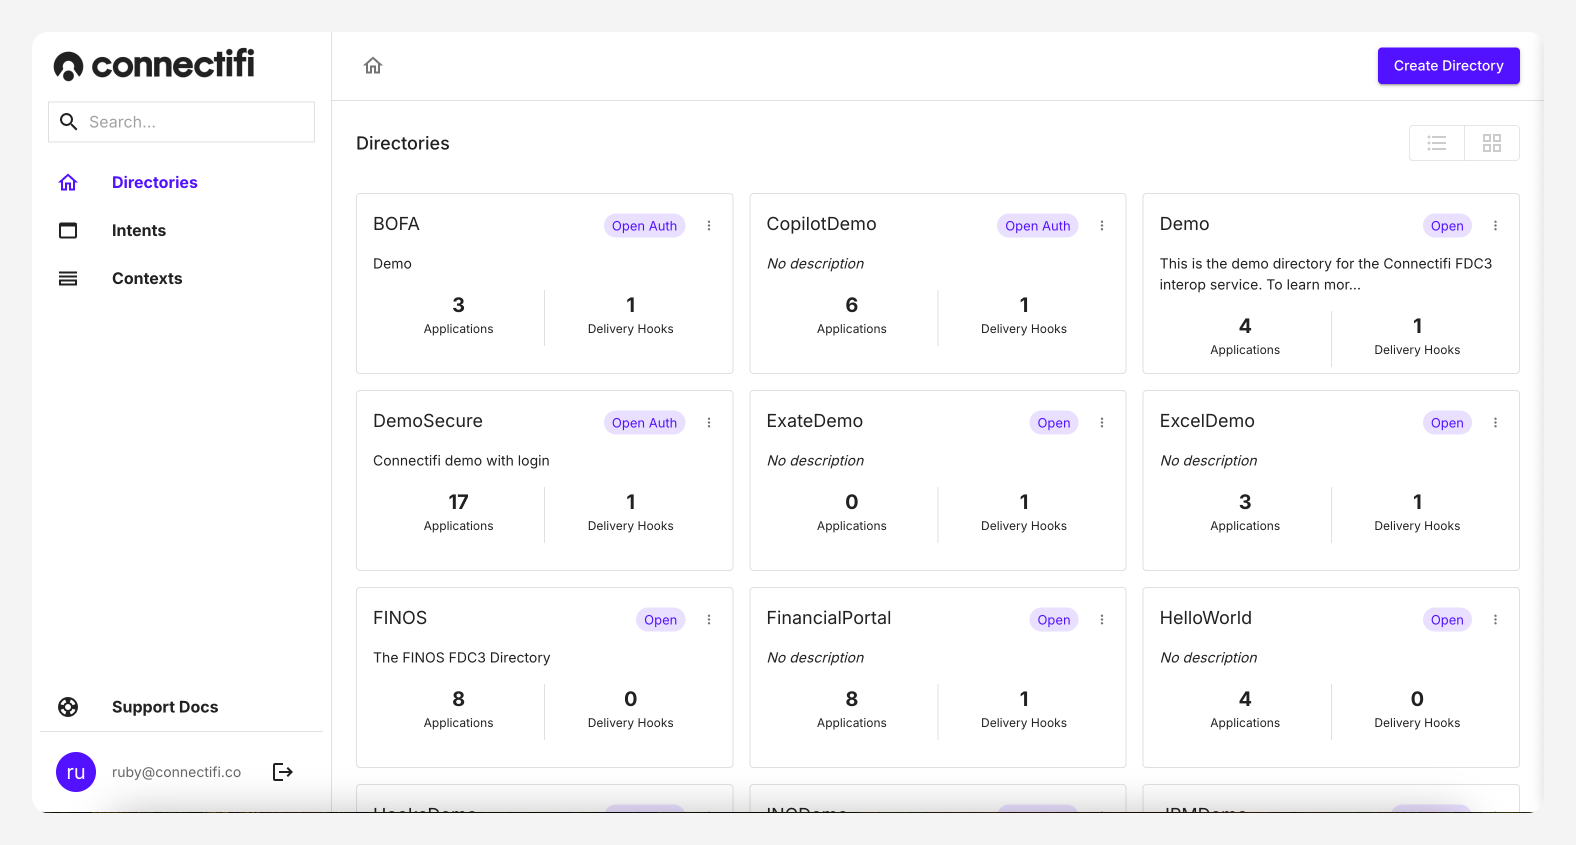 connectifi
Search...
Directories
Intents
Contexts
Support Docs
ru
ruby@connectifi.co
Create Directory
Directories
BOFA
Open Auth
Demo
3
Applications
1
Delivery Hooks
CopilotDemo
Open Auth
No description
6
Applications
1
Delivery Hooks
Demo
Open
This is the demo directory for the Connectifi FDC3
interop service. To learn mor...
4
Applications
1
Delivery Hooks
DemoSecure
Open Auth
Connectifi demo with login
17
Applications
1
Delivery Hooks
ExateDemo
Open
No description
0
Applications
1
Delivery Hooks
ExcelDemo
Open
No description
3
Applications
1
Delivery Hooks
FINOS
Open
The FINOS FDC3 Directory
8
Applications
0
Delivery Hooks
FinancialPortal
Open
No description
8
Applications
1
Delivery Hooks
HelloWorld
Open
No description
4
Applications
0
Delivery Hooks